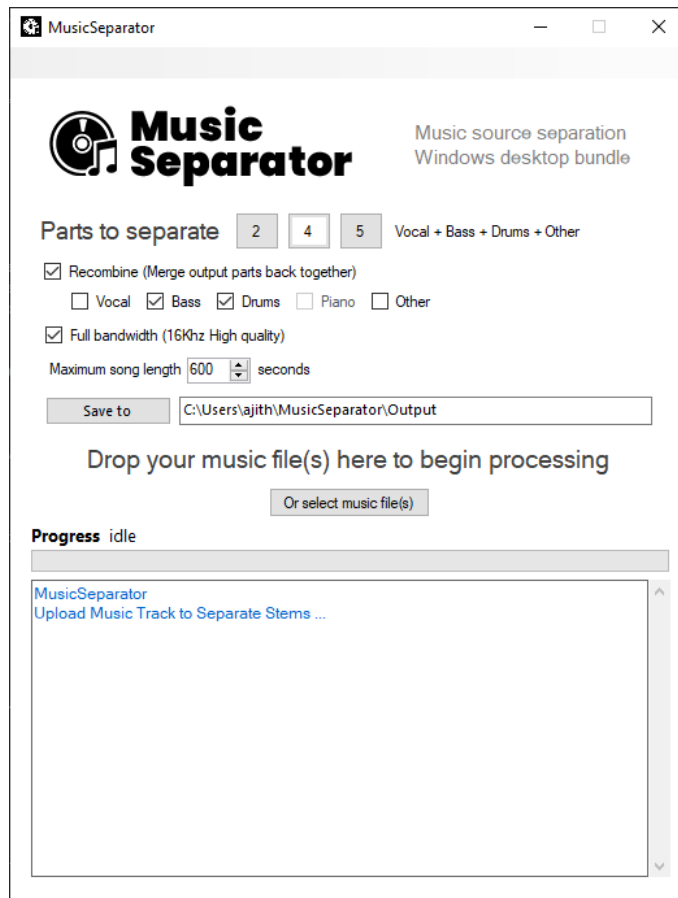 MusicSeparator
Music
Separator
Music source separation
Windows desktop bundle
Parts to separate 2 4 5 Vocal + Bass + Drums + Other
Recombine (Merge output parts back together)
Vocal Bass Drums Piano Other
Full bandwidth (16Khz High quality)
Maximum song length 600 seconds
Save to C:\Users\ajith\MusicSeparator\Output
Drop your music file(s) here to begin processing
Or select music file(s)
Progress idle
MusicSeparator
Upload Music Track to Separate Stems ...